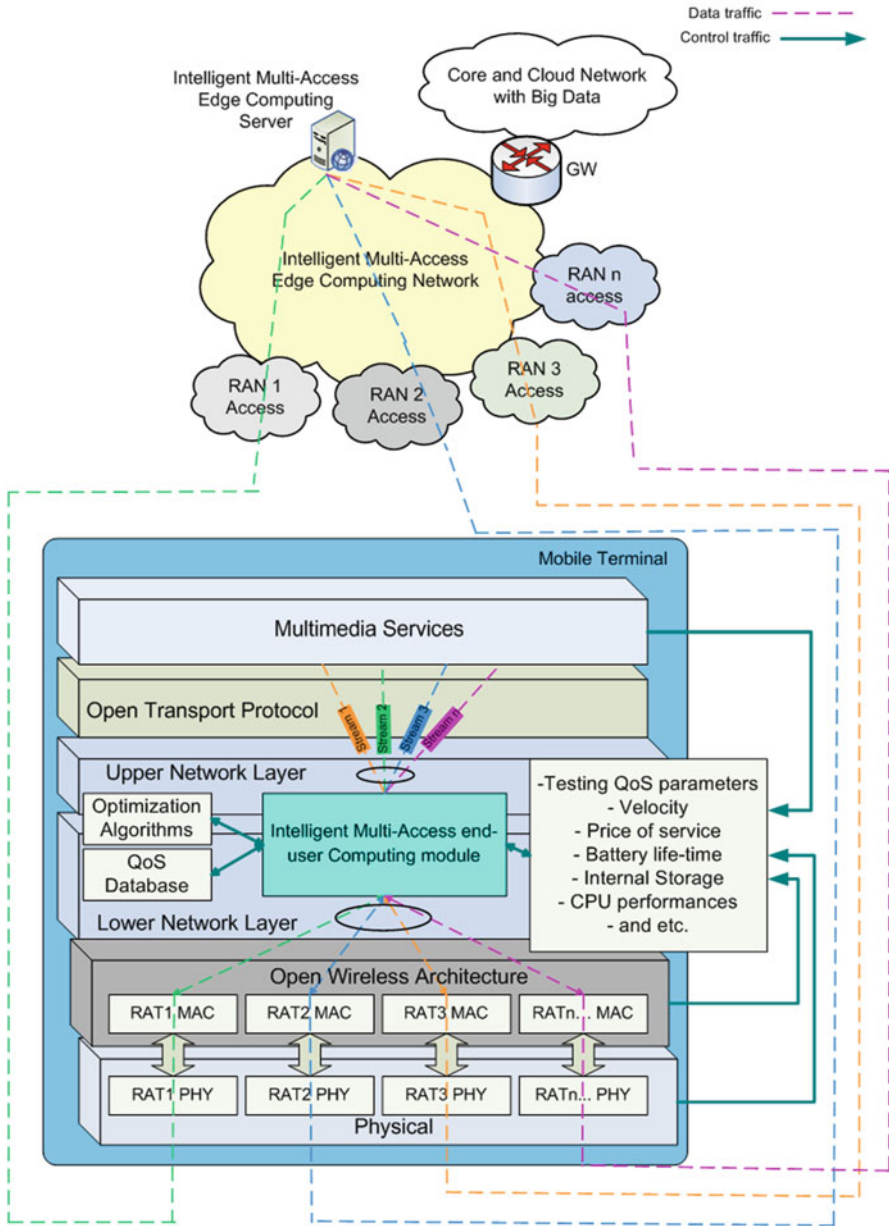 Data traffic
Control traffic
Intelligent Multi-Access
Edge Computing
Server
Core and Cloud Network
with Big Data
GW
Intelligent Multi-Access
Edge Computing Network
RAN n
access
RAN 3
Access
RAN 1
Access
RAN 2
Access
Mobile Terminal
Multimedia Services
Open Transport Protocol
Stream 1
Stream 2
Stream 3
Stream n
Upper Network Layer
Optimization
Algorithms
QoS
Database
Intelligent Multi-Access end-
user Computing module
-Testing QoS parameters
- Velocity
- Price of service
- Battery life-time
- Internal Storage
- CPU performances
- and etc.
Lower Network Layer
Open Wireless Architecture
RAT1 MAC
RAT2 MAC
RAT3 MAC
RATn... MAC
RAT1 PHY
RAT2 PHY
RAT3 PHY
RATn... PHY
Physical